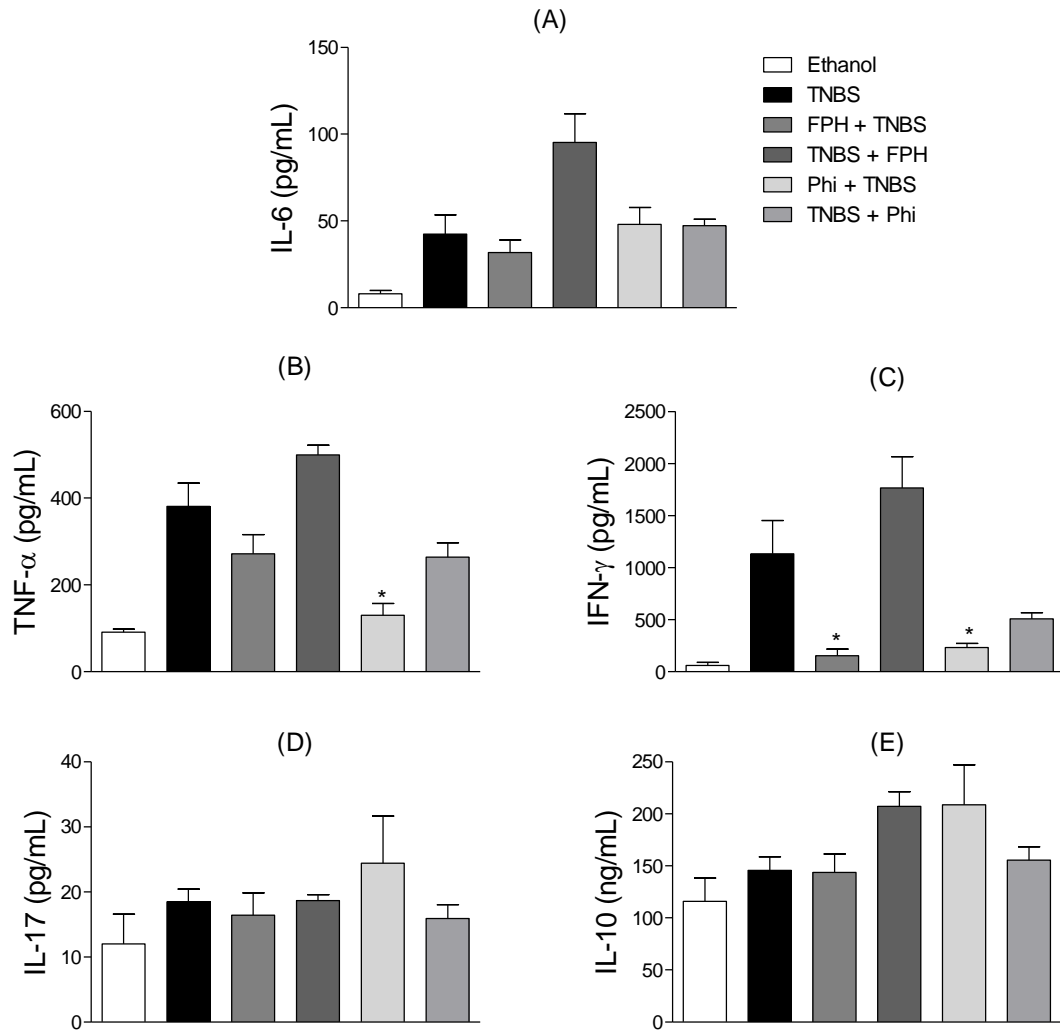 (A)
150
100
50
0
IL-6 (pg/mL)
Ethanol
TNBS
FPH + TNBS
TNBS + FPH
Phi + TNBS
TNBS + Phi
(B)
600
400
200
0
TNF-α (pg/mL)
*
(C)
2500
2000
1500
1000
500
0
IFN-γ (pg/mL)
*
*
(D)
40
30
20
10
0
IL-17 (pg/mL)
(E)
250
200
150
100
50
0
IL-10 (ng/mL)